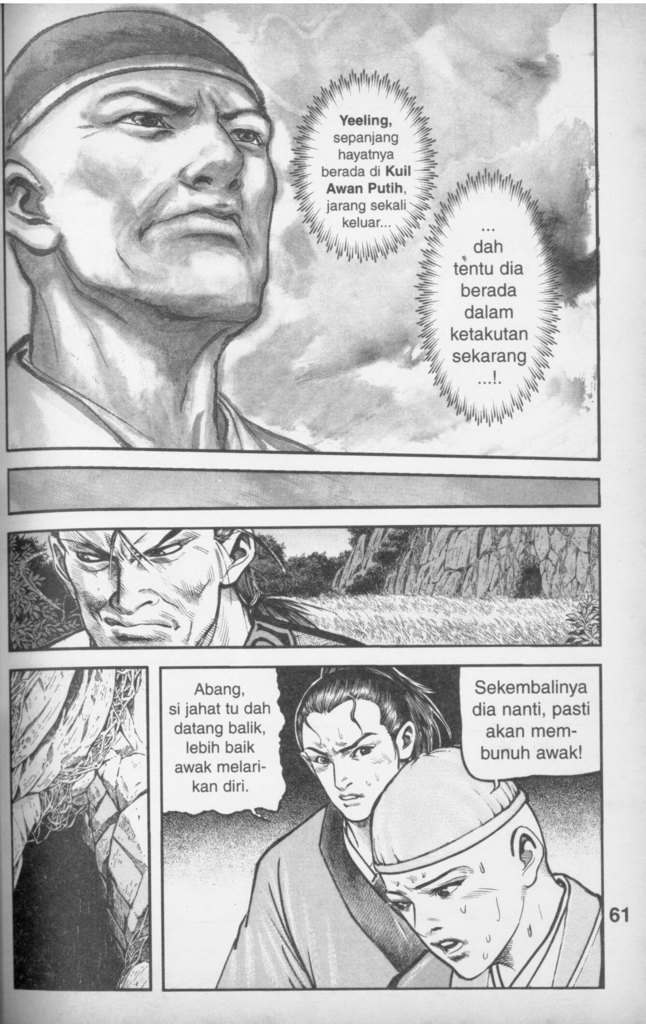 Yeeling,
sepanjang
hayatnya
berada di Kuil
Awan Putih,
jarang sekali
keluar...
...
dah
tentu dia
berada
dalam
ketakutan
sekarang
...!.
Abang,
si jahat tu dah
datang balik,
lebih baik
awak melari-
kan diri.
Sekembalinya
dia nanti, pasti
akan mem-
bunuh awak!
61